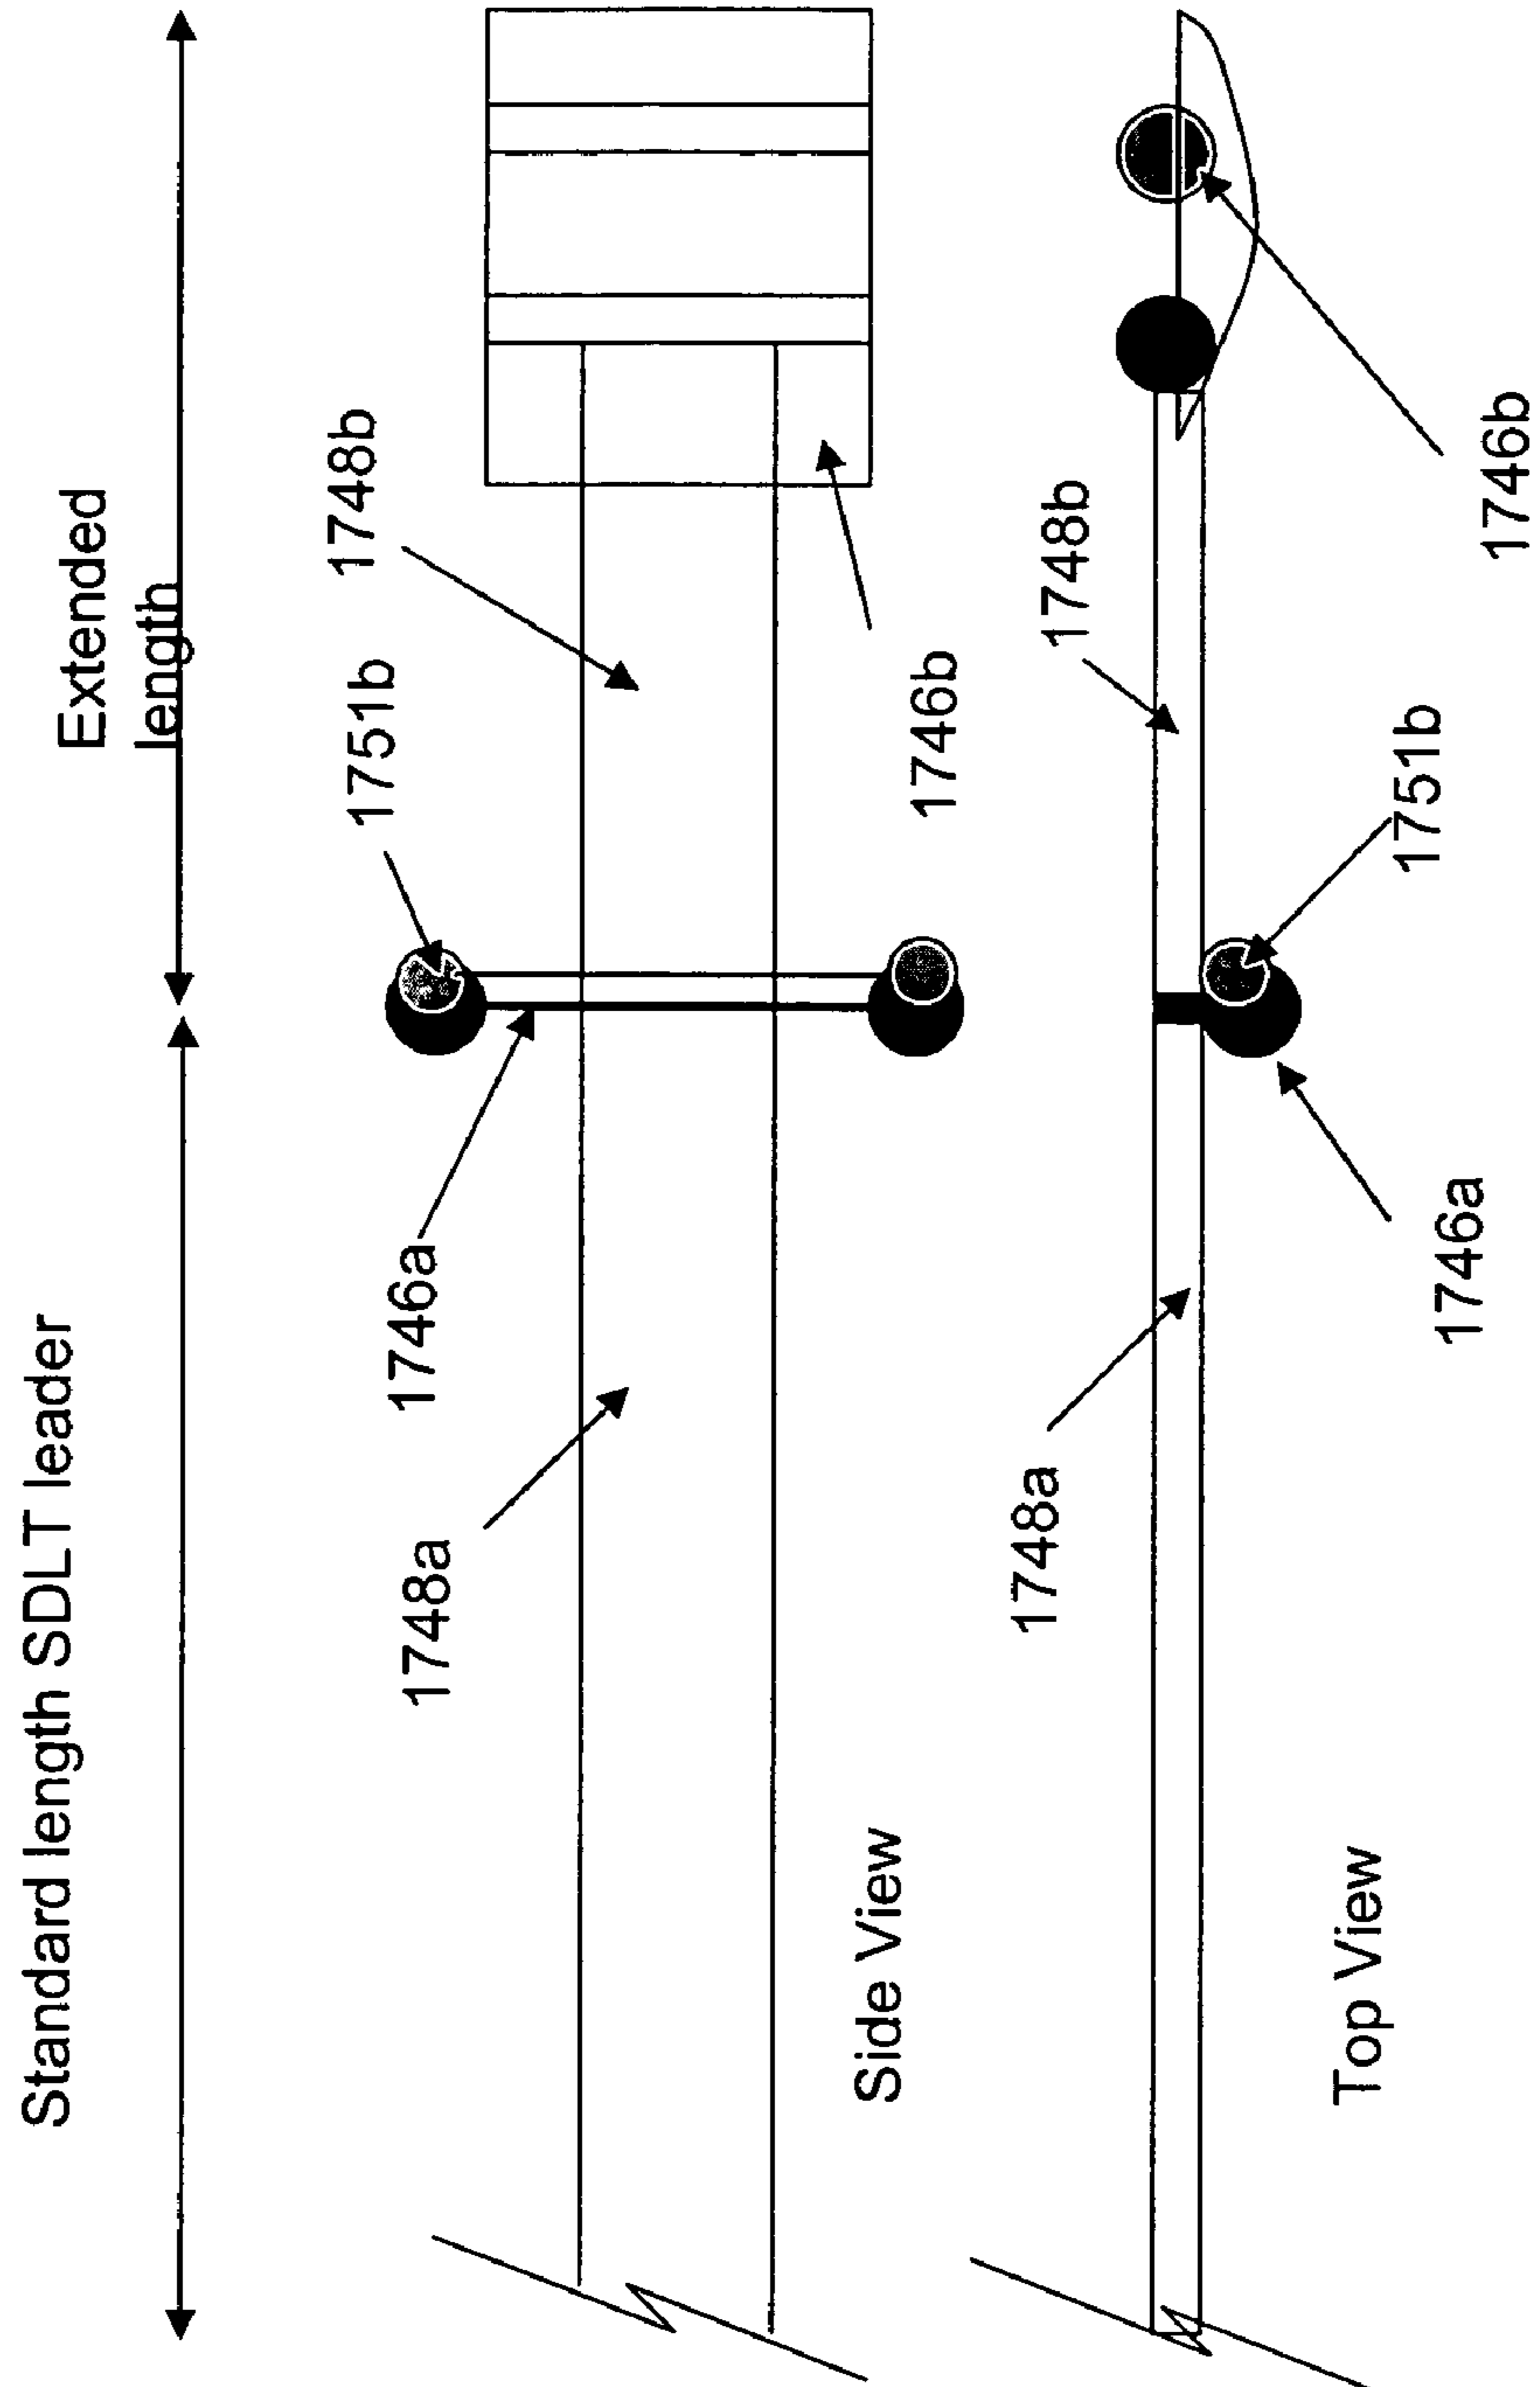 Standard length SDLT leader
Extended
length
1748a
1746a
1751b
1748b
Side View
1746b
1748a
1748b
Top View
1746a
1751b
1746b